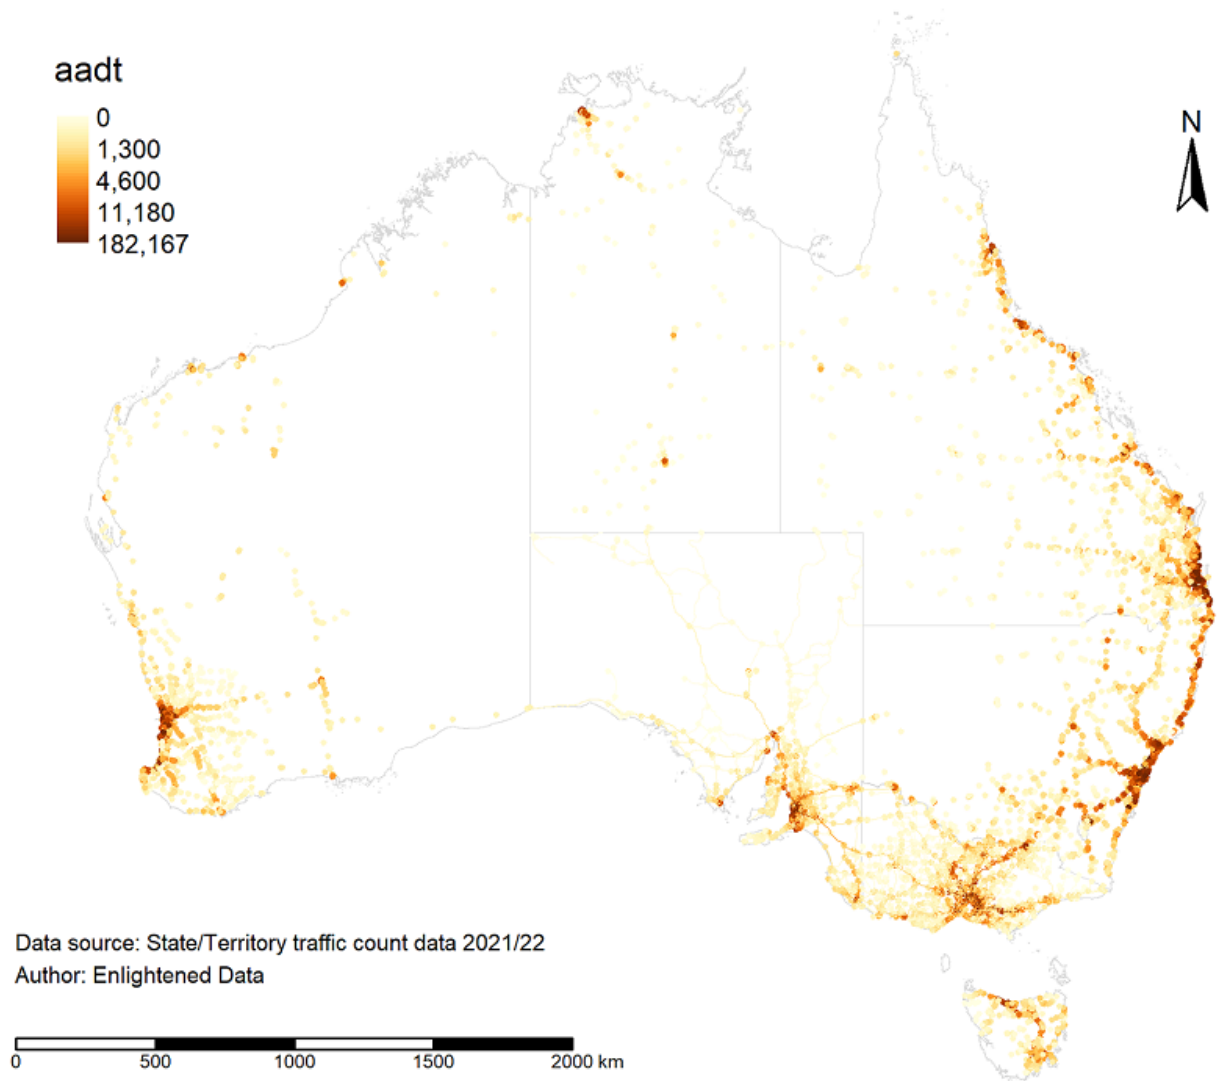 aadt
0
1,300
4,600
11,180
182,167
N
Data source: State/Territory traffic count data 2021/22
Author: Enlightened Data
0 500 1000 1500 2000 km